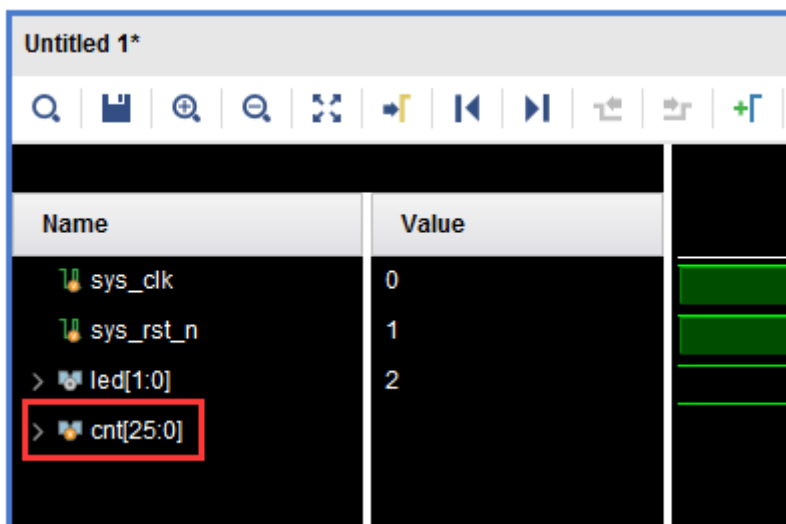 Untitled 1*
Name Value
sys_clk 0
sys_rst_n 1
led[1:0] 2
cnt[25:0]